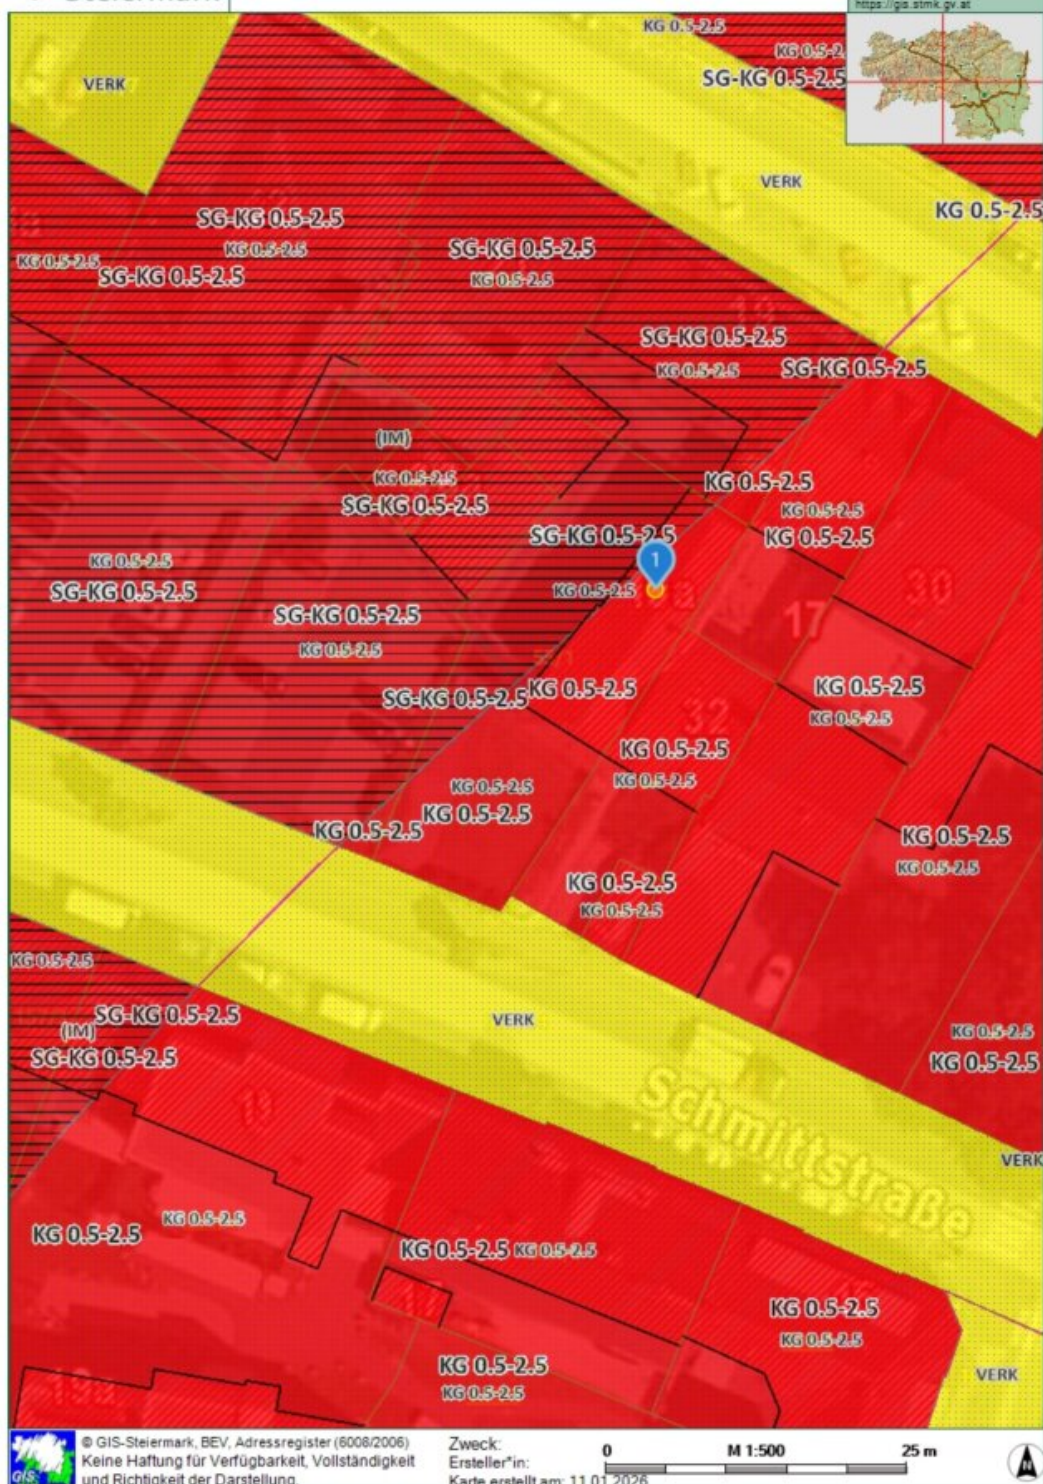 https://gis.stmk.gv.at
KG 0.5-2.5
SG-KG 0.5-2.5
VERK
VERK
KG 0.5-2.5
SG-KG 0.5-2.5
KG 0.5-2.5
SG-KG 0.5-2.5
KG 0.5-2.5
KG 0.5-2.5
SG-KG 0.5-2.5
SG-KG 0.5-2.5
KG 0.5-2.5
SG-KG 0.5-2.5
(IM)
KG 0.5-2.5
SG-KG 0.5-2.5
KG 0.5-2.5
KG 0.5-2.5
KG 0.5-2.5
SG-KG 0.5-2.5
1
KG 0.5-2.5
SG-KG 0.5-2.5
KG 0.5-2.5
30
17
SG-KG 0.5-2.5
KG 0.5-2.5
SG-KG 0.5-2.5
KG 0.5-2.5
KG 0.5-2.5
KG 0.5-2.5
32
KG 0.5-2.5
KG 0.5-2.5
KG 0.5-2.5
KG 0.5-2.5
KG 0.5-2.5
KG 0.5-2.5
KG 0.5-2.5
KG 0.5-2.5
KG 0.5-2.5
KG 0.5-2.5
SG-KG 0.5-2.5
(IM)
SG-KG 0.5-2.5
VERK
KG 0.5-2.5
KG 0.5-2.5
Schmittstraße
VERK
KG 0.5-2.5
KG 0.5-2.5
KG 0.5-2.5 KG 0.5-2.5
KG 0.5-2.5
KG 0.5-2.5
KG 0.5-2.5
KG 0.5-2.5
VERK
19a
GIS
© GIS-Steiermark, BEV, Adressregister (6006/2006)
Keine Haftung für Verfügbarkeit, Vollständigkeit
und Richtigkeit der Darstellung.
Zweck:
Ersteller*in:
Karte erstellt am: 11.01.2026
0 M 1:500 25 m
N